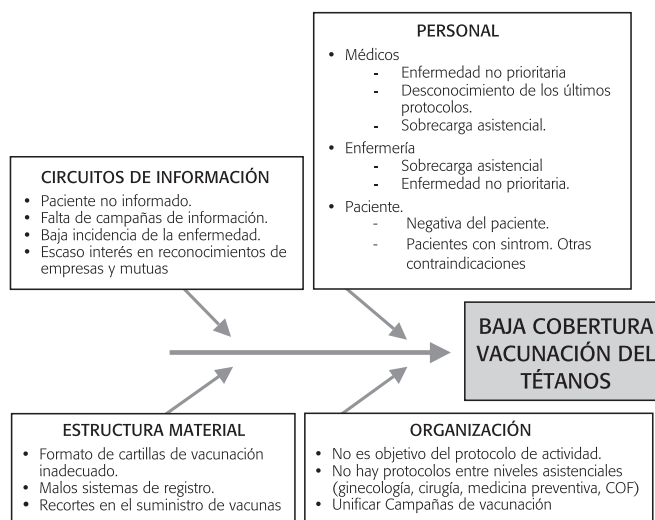 PERSONAL
• Médicos
- Enfermedad no prioritaria
- Desconocimiento de los últimos
protocolos.
- Sobrecarga asistencial.
• Enfermería
- Sobrecarga asistencial
- Enfermedad no prioritaria.
• Paciente.
- Negativa del paciente.
- Pacientes con sintrom. Otras
contraindicaciones
CIRCUITOS DE INFORMACIÓN
• Paciente no informado.
• Falta de campañas de información.
• Baja incidencia de la enfermedad.
• Escaso interés en reconocimientos de
empresas y mutuas
BAJA COBERTURA
VACUNACIÓN DEL
TÉTANOS
ESTRUCTURA MATERIAL
• Formato de cartillas de vacunación
inadecuado.
• Malos sistemas de registro.
• Recortes en el suministro de vacunas
ORGANIZACIÓN
• No es objetivo del protocolo de actividad.
• No hay protocolos entre niveles asistenciales
(ginecología, cirugía, medicina preventiva, COF)
• Unificar Campañas de vacunación